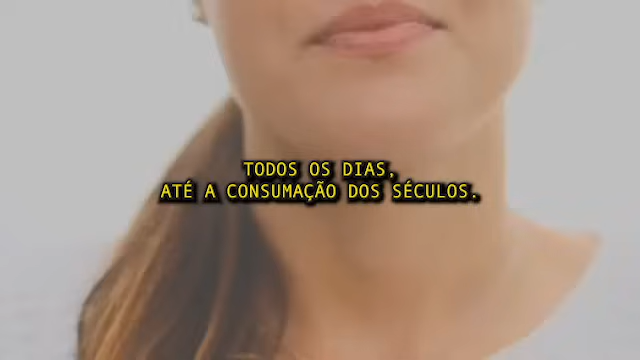 TODOS OS DIAS,
ATÉ A CONSUMAÇÃO DOS SÉCULOS.